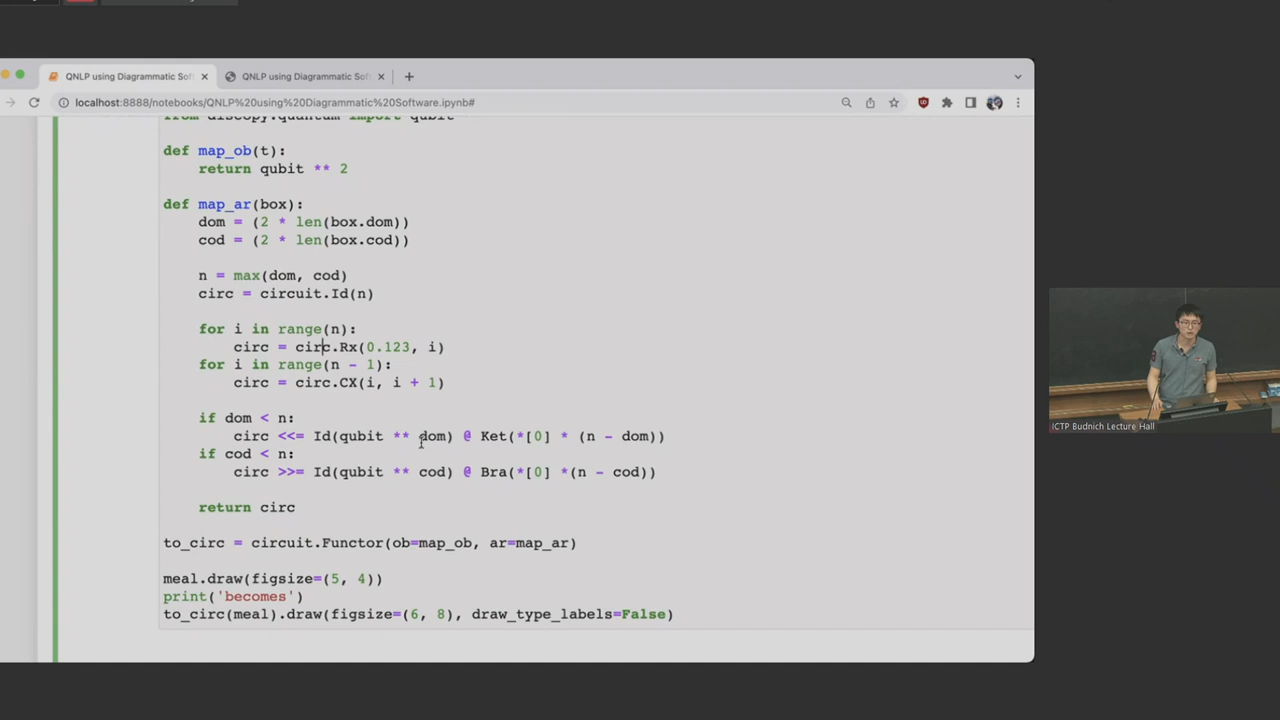 QNLP using Diagrammatic Sof
QNLP using Diagrammatic Sof
localhost:8888/notebooks/QNLP%20using%20Diagrammatic%20Software.ipynb#
from discopy.quantum import qubit
def map_ob(t):
return qubit ** 2
def map_ar(box):
dom = (2 * len(box.dom))
cod = (2 * len(box.cod))
n = max(dom, cod)
circ = circuit.Id(n)
for i in range(n):
circ = circ.Rx(0.123, i)
for i in range(n - 1):
circ = circ.CX(i, i + 1)
if dom < n:
circ <<= Id(qubit ** dom) @ Ket(*[0] * (n - dom))
if cod < n:
circ >>= Id(qubit ** cod) @ Bra(*[0] *(n - cod))
return circ
to_circ = circuit.Functor(ob=map_ob, ar=map_ar)
meal.draw(figsize=(5, 4))
print('becomes')
to_circ(meal).draw(figsize=(6, 8), draw_type_labels=False)
ICTP Budnich Lecture Hall